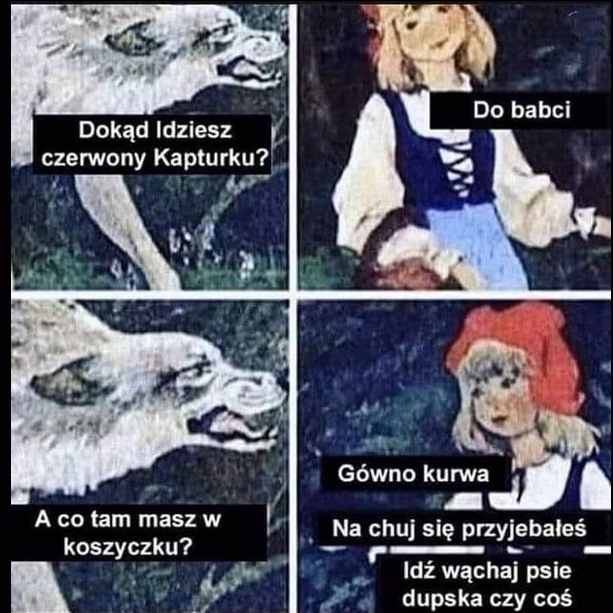 Dokąd Idziesz
czerwony Kapturku?
Do babci
A co tam masz w
koszyczku?
Gówno kurwa
Na chuj się przyjebałeś
Idź wąchaj psie
dupska czy coś